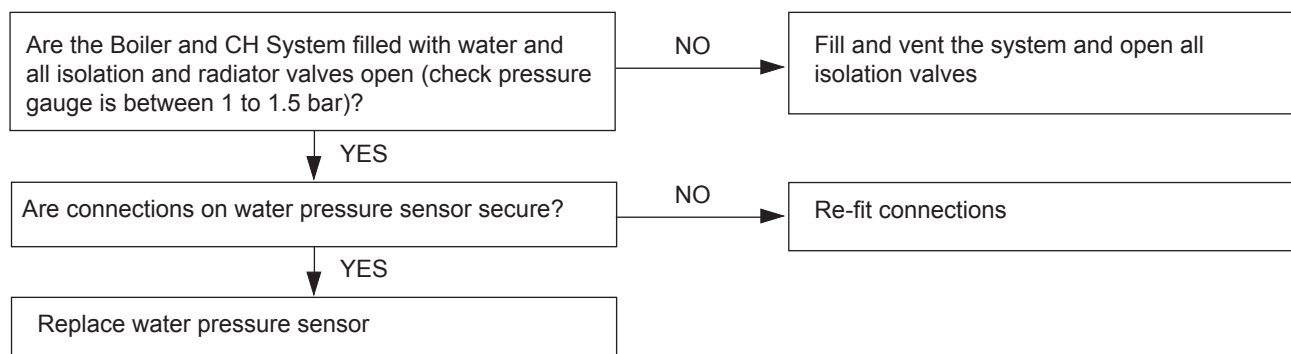 Are the Boiler and CH System filled with water and
all isolation and radiator valves open (check pressure
gauge is between 1 to 1.5 bar)?
NO
Fill and vent the system and open all
isolation valves
YES
Are connections on water pressure sensor secure?
NO
Re-fit connections
YES
Replace water pressure sensor